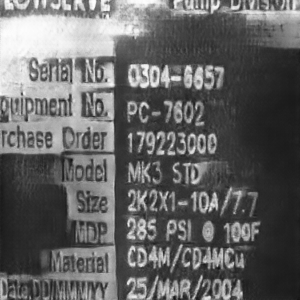 LOWSERVE Pump Division
Serial No. 0304-6657
quipment No. PC-7602
rchase Order 179223000
Model MK3 STD
Size 2K2X1-10A/7.7
MDP 285 PSI @ 100F
Material CD4M/CD4MCu
Date,DD/MMM/YY 25/MAR/2004